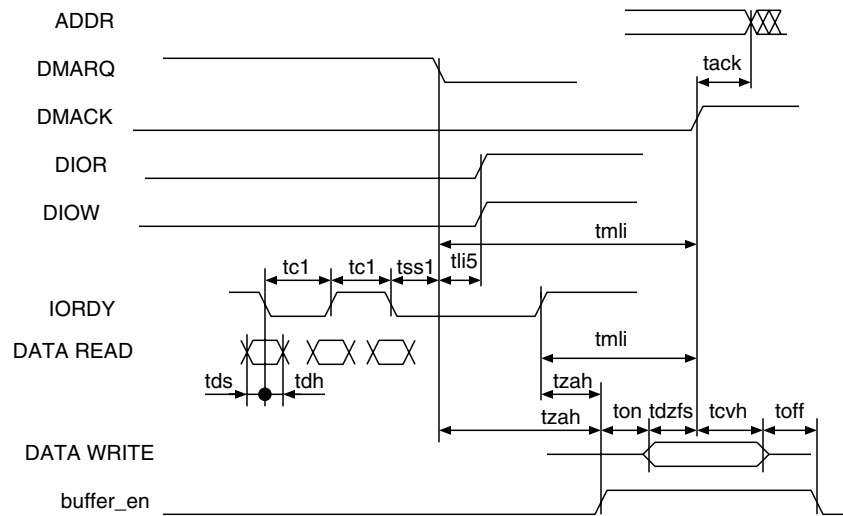 ADDR
DMARQ
tack
DMACK
DIOR
DIOW
tmli
tc1 tc1 tss1 tli5
IORDY
DATA READ
tmli
tds tdh
tzah
tzah ton tdzfs tcvh toff
DATA WRITE
buffer_en